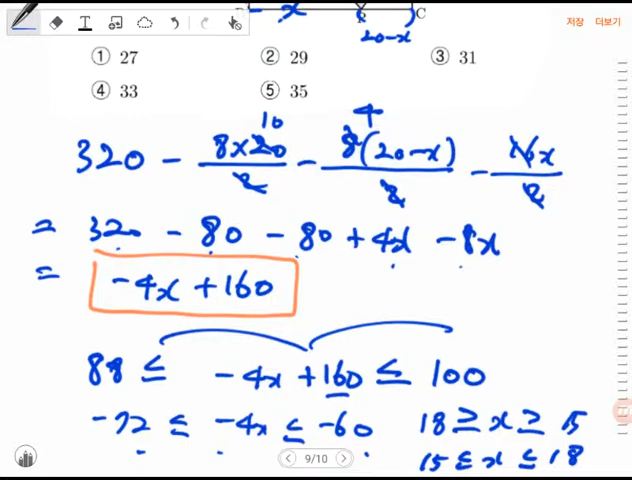 저장 더보기
x
20-x
R C
① 27 ② 29 ③ 31
④ 33 ⑤ 35
10 4
320 - 8×20/2 - 8(20-x)/2 - 16x/2
= 320 - 80 - 80 + 4x - 8x
= -4x + 160
88 ≤ -4x + 160 ≤ 100
-72 ≤ -4x ≤ -60 18 ≥ x ≥ 15
15 ≤ x ≤ 18
9/10